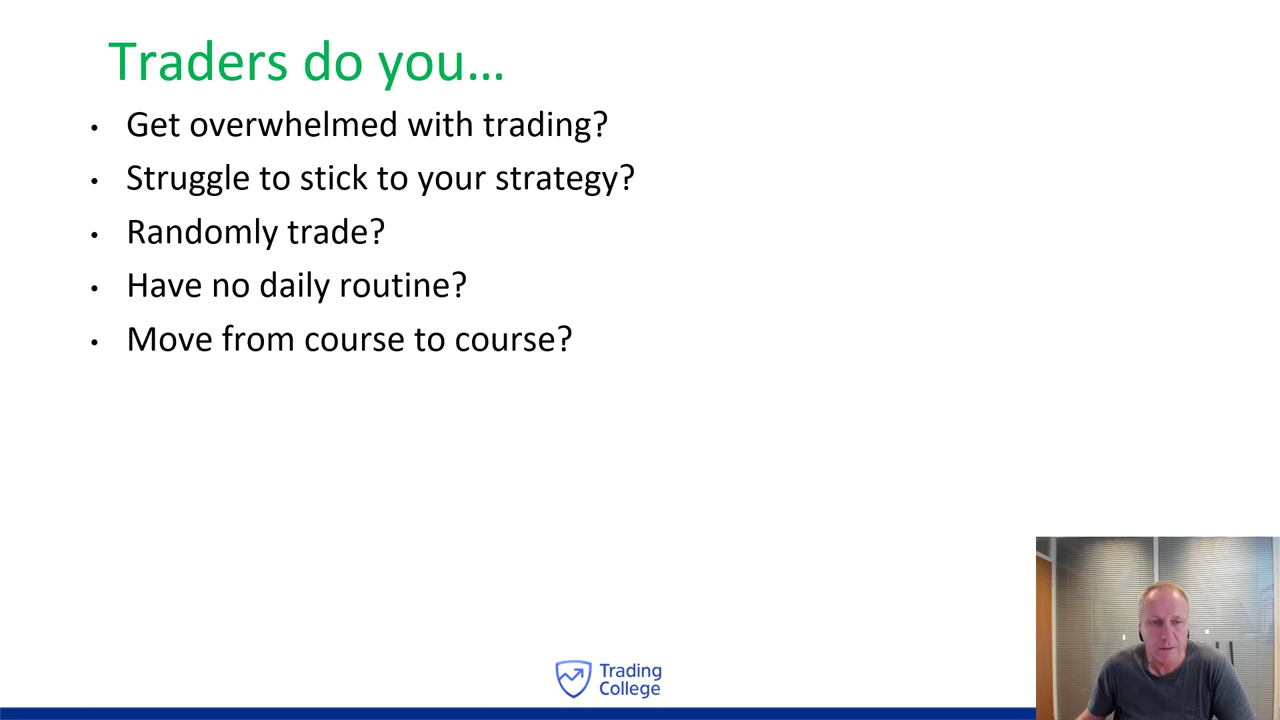 Traders do you…
• Get overwhelmed with trading?
• Struggle to stick to your strategy?
• Randomly trade?
• Have no daily routine?
• Move from course to course?
Trading
College